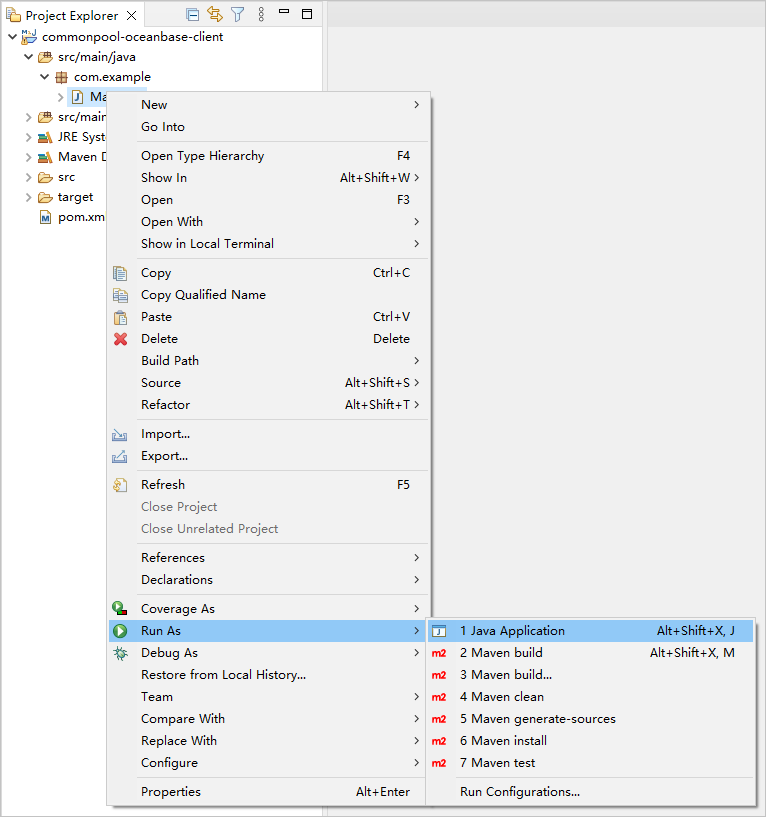 Project Explorer
commonpool-oceanbase-client
src/main/java
com.example
New
Go Into
Open Type Hierarchy F4
Show In Alt+Shift+W
Open F3
Open With
Show in Local Terminal
Copy Ctrl+C
Copy Qualified Name
Paste Ctrl+V
Delete Delete
Build Path
Source Alt+Shift+S
Refactor Alt+Shift+T
Import...
Export...
Refresh F5
Close Project
Close Unrelated Project
References
Declarations
Coverage As
Run As
Debug As
Restore from Local History...
Team
Compare With
Replace With
Configure
Properties Alt+Enter
Ma
src/main
JRE Syst
Maven D
src
target
pom.xm
1 Java Application Alt+Shift+X, J
m2 2 Maven build Alt+Shift+X, M
m2 3 Maven build...
m2 4 Maven clean
m2 5 Maven generate-sources
m2 6 Maven install
m2 7 Maven test
Run Configurations...